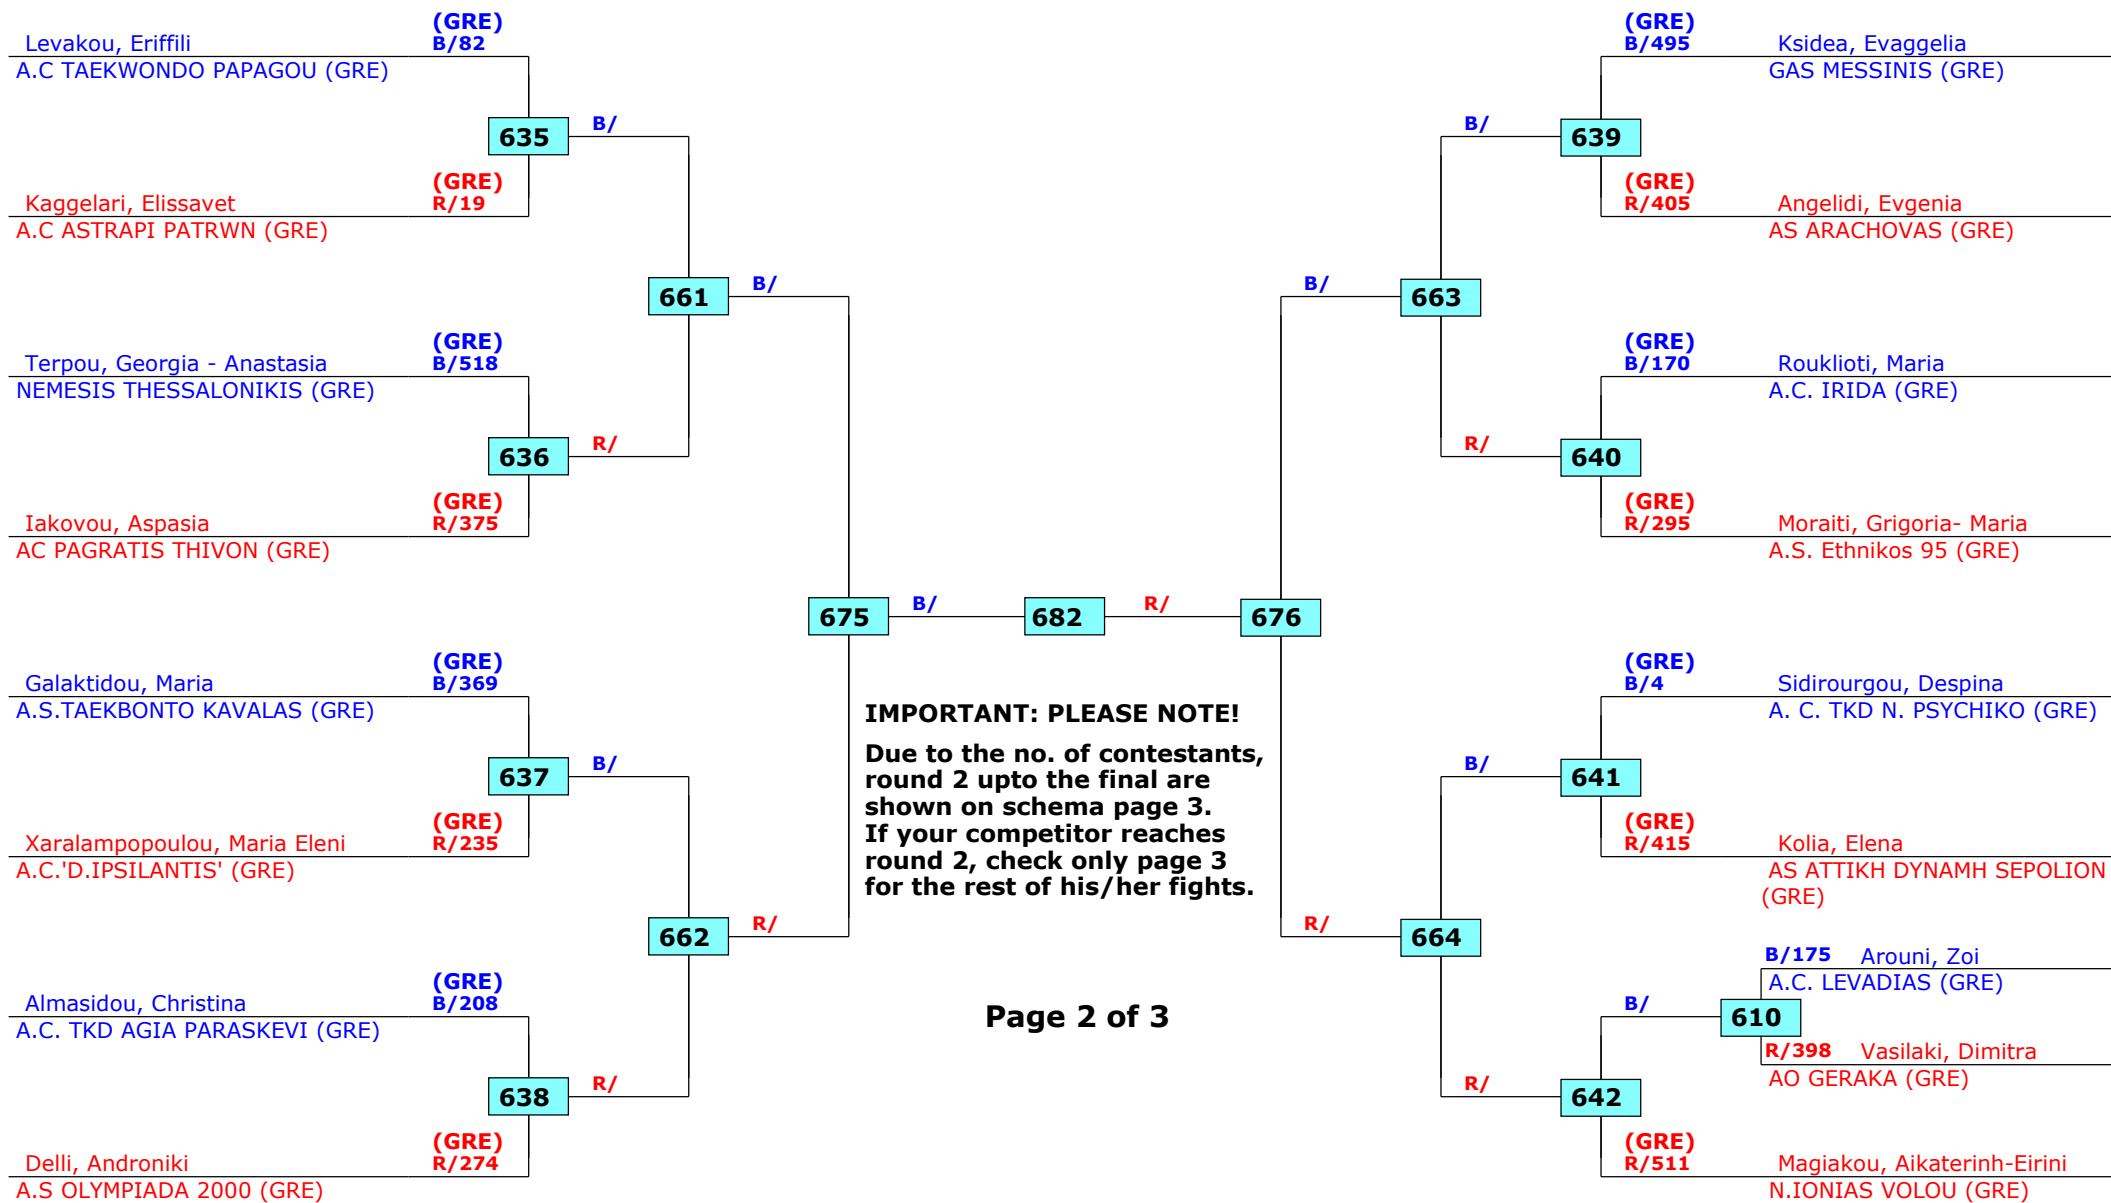 (GRE)
Levakou, Eriffili B/82
A.C TAEKWONDO PAPAGOU (GRE)
635 B/
(GRE)
Kaggelari, Elissavet R/19
A.C ASTRAPI PATRWN (GRE)
661 B/
(GRE)
Terpou, Georgia - Anastasia B/518
NEMESIS THESSALONIKIS (GRE)
636 R/
(GRE)
Iakovou, Aspasia R/375
AC PAGRATIS THIVON (GRE)
675 B/ 682 R/ 676
(GRE)
Galaktidou, Maria B/369
A.S.TAEKBONTO KAVALAS (GRE)
637 B/
(GRE)
Xaralampopoulou, Maria Eleni R/235
A.C.'D.IPSILANTIS' (GRE)
662 R/
(GRE)
Almasidou, Christina B/208
A.C. TKD AGIA PARASKEVI (GRE)
638 R/
(GRE)
Delli, Androniki R/274
A.S OLYMPIADA 2000 (GRE)
IMPORTANT: PLEASE NOTE!
Due to the no. of contestants,
round 2 upto the final are
shown on schema page 3.
If your competitor reaches
round 2, check only page 3
for the rest of his/her fights.
Page 2 of 3
(GRE)
B/495 Ksidea, Evaggelia
GAS MESSINIS (GRE)
B/ 639
(GRE)
R/405 Angelidi, Evgenia
AS ARACHOVAS (GRE)
B/ 663
(GRE)
B/170 Rouklioti, Maria
A.C. IRIDA (GRE)
R/ 640
(GRE)
R/295 Moraiti, Grigoria- Maria
A.S. Ethnikos 95 (GRE)
(GRE)
B/4 Sidirourgou, Despina
A. C. TKD N. PSYCHIKO (GRE)
B/ 641
(GRE)
R/415 Kolia, Elena
AS ATTIKH DYNAMH SEPOLION
(GRE)
R/ 664
B/175 Arouni, Zoi
A.C. LEVADIAS (GRE)
B/ 610
R/398 Vasilaki, Dimitra
AO GERAKA (GRE)
R/ 642
(GRE)
R/511 Magiakou, Aikaterinh-Eirini
N.IONIAS VOLOU (GRE)